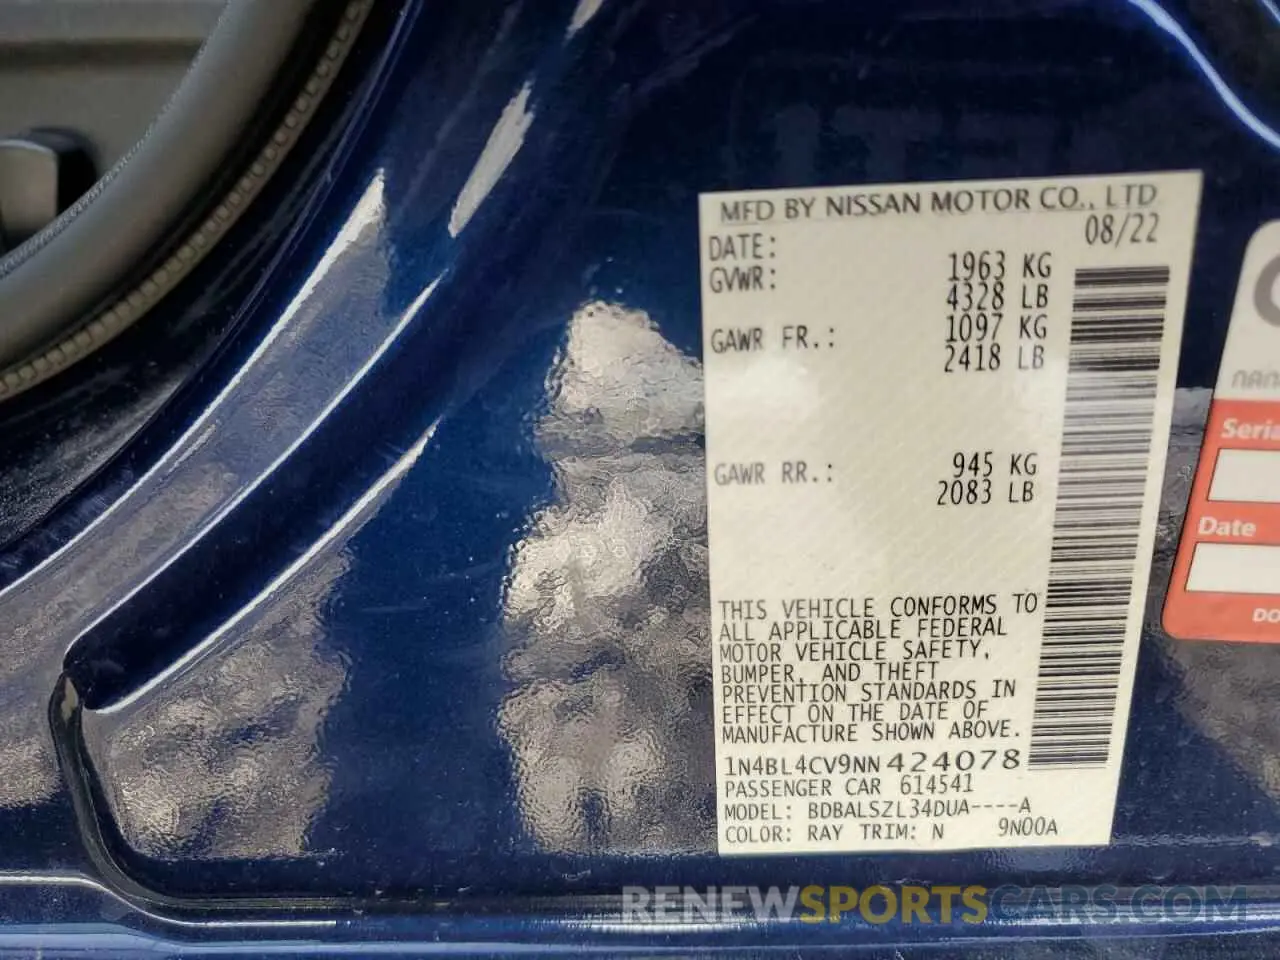 MFD BY NISSAN MOTOR CO., LTD
DATE: 08/22
GVWR: 1963 KG
4328 LB
GAWR FR.: 1097 KG
2418 LB
GAWR RR.: 945 KG
2083 LB
THIS VEHICLE CONFORMS TO
ALL APPLICABLE FEDERAL
MOTOR VEHICLE SAFETY,
BUMPER, AND THEFT
PREVENTION STANDARDS IN
EFFECT ON THE DATE OF
MANUFACTURE SHOWN ABOVE.
1N4BL4CV9NN424078
PASSENGER CAR 614541
MODEL: BDBALSZL34DUA----A
COLOR: RAY TRIM: N 9N00A
Date
RENEWSPORTSCARS.COM